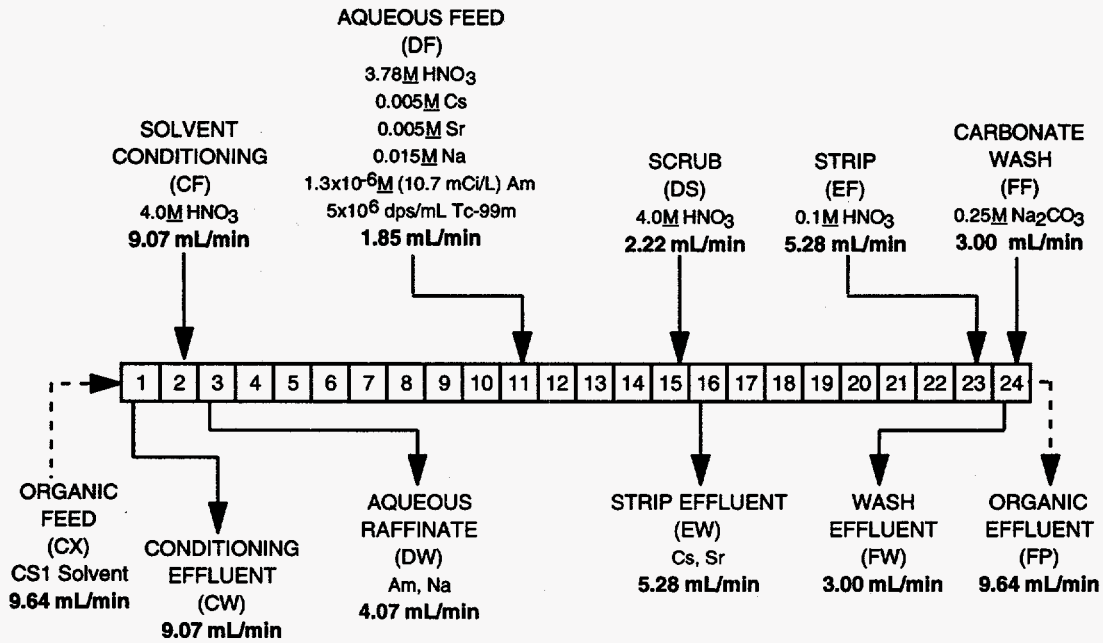 AQUEOUS FEED
(DF)
3.78M HNO3
0.005M Cs
0.005M Sr
0.015M Na
1.3x10-6M (10.7 mCi/L) Am
5x106 dps/mL Tc-99m
1.85 mL/min
SOLVENT
CONDITIONING
(CF)
4.0M HNO3
9.07 mL/min
SCRUB
(DS)
4.0M HNO3
2.22 mL/min
STRIP
(EF)
0.1M HNO3
5.28 mL/min
CARBONATE
WASH
(FF)
0.25M Na2CO3
3.00 mL/min
1 2 3 4 5 6 7 8 9 10 11 12 13 14 15 16 17 18 19 20 21 22 23 24
ORGANIC
FEED
(CX)
CS1 Solvent
9.64 mL/min
CONDITIONING
EFFLUENT
(CW)
9.07 mL/min
AQUEOUS
RAFFINATE
(DW)
Am, Na
4.07 mL/min
STRIP EFFLUENT
(EW)
Cs, Sr
5.28 mL/min
WASH
EFFLUENT
(FW)
3.00 mL/min
ORGANIC
EFFLUENT
(FP)
9.64 mL/min